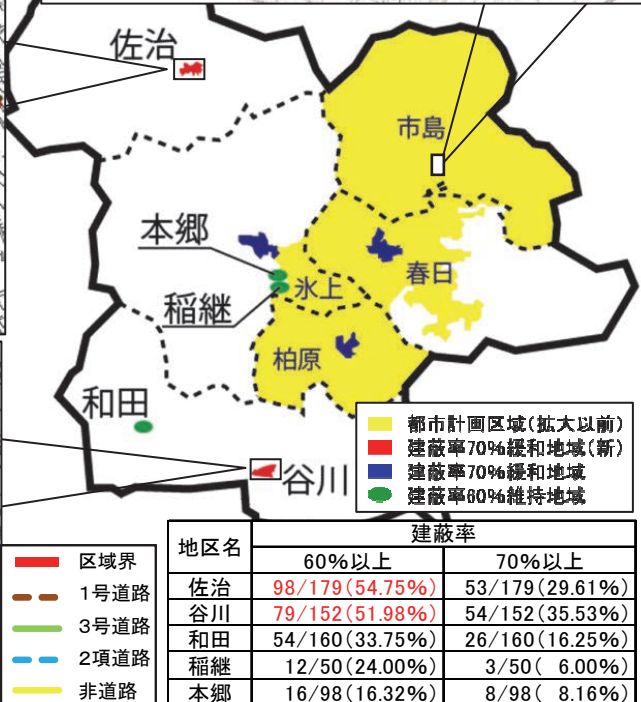 佐治
市島
本郷
春日
氷上
稲継
柏原
和田
谷川
都市計画区域(拡大以前)
建蔽率70%緩和地域(新)
建蔽率70%緩和地域
建蔽率60%維持地域
区域界
1号道路
3号道路
2項道路
非道路
地区名 建蔽率
60%以上 70%以上
佐治 98/179(54.75%) 53/179(29.61%)
谷川 79/152(51.98%) 54/152(35.53%)
和田 54/160(33.75%) 26/160(16.25%)
稲継 12/50(24.00%) 3/50( 6.00%)
本郷 16/98(16.32%) 8/98( 8.16%)